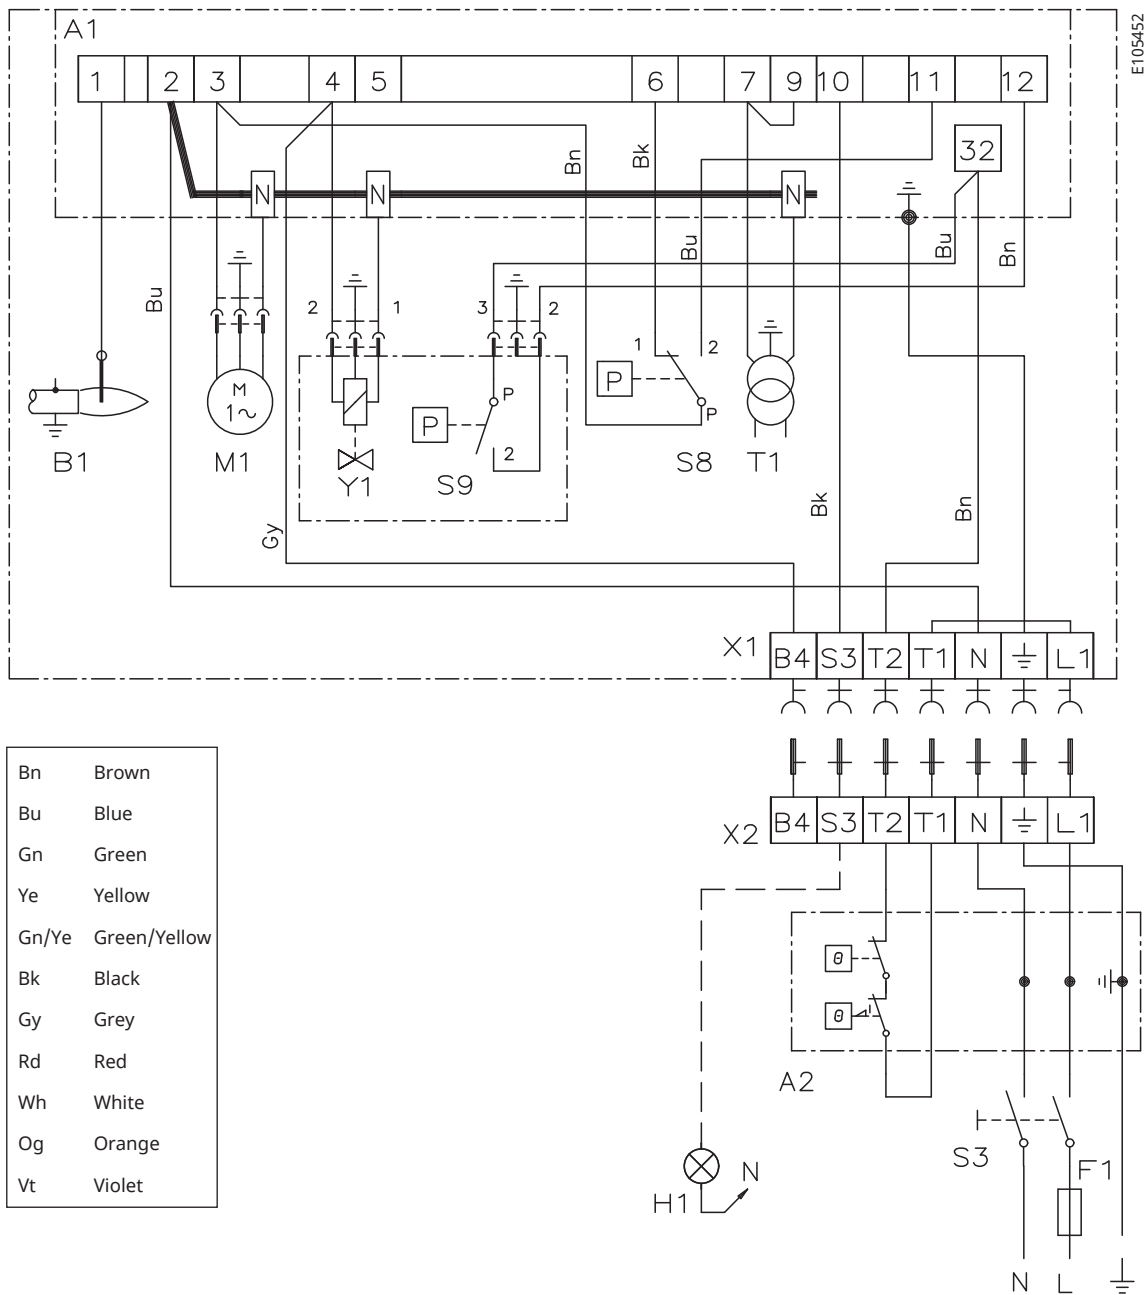 E105452
A1
1 2 3 4 5 6 7 9 10 11 12
32
N N N
Bn Bk Bu Bu Bn
Bu
2 1 3 2
1 2
P
P
P
P
2
M
1~
B1 M1 Y1 S9 S8 T1
Gy Bk Bn
X1 B4 S3 T2 T1 N L1
X2 B4 S3 T2 T1 N L1
Bn Brown
Bu Blue
Gn Green
Ye Yellow
Gn/Ye Green/Yellow
Bk Black
Gy Grey
Rd Red
Wh White
Og Orange
Vt Violet
θ
θ
A2
S3 F1
H1 N
N L